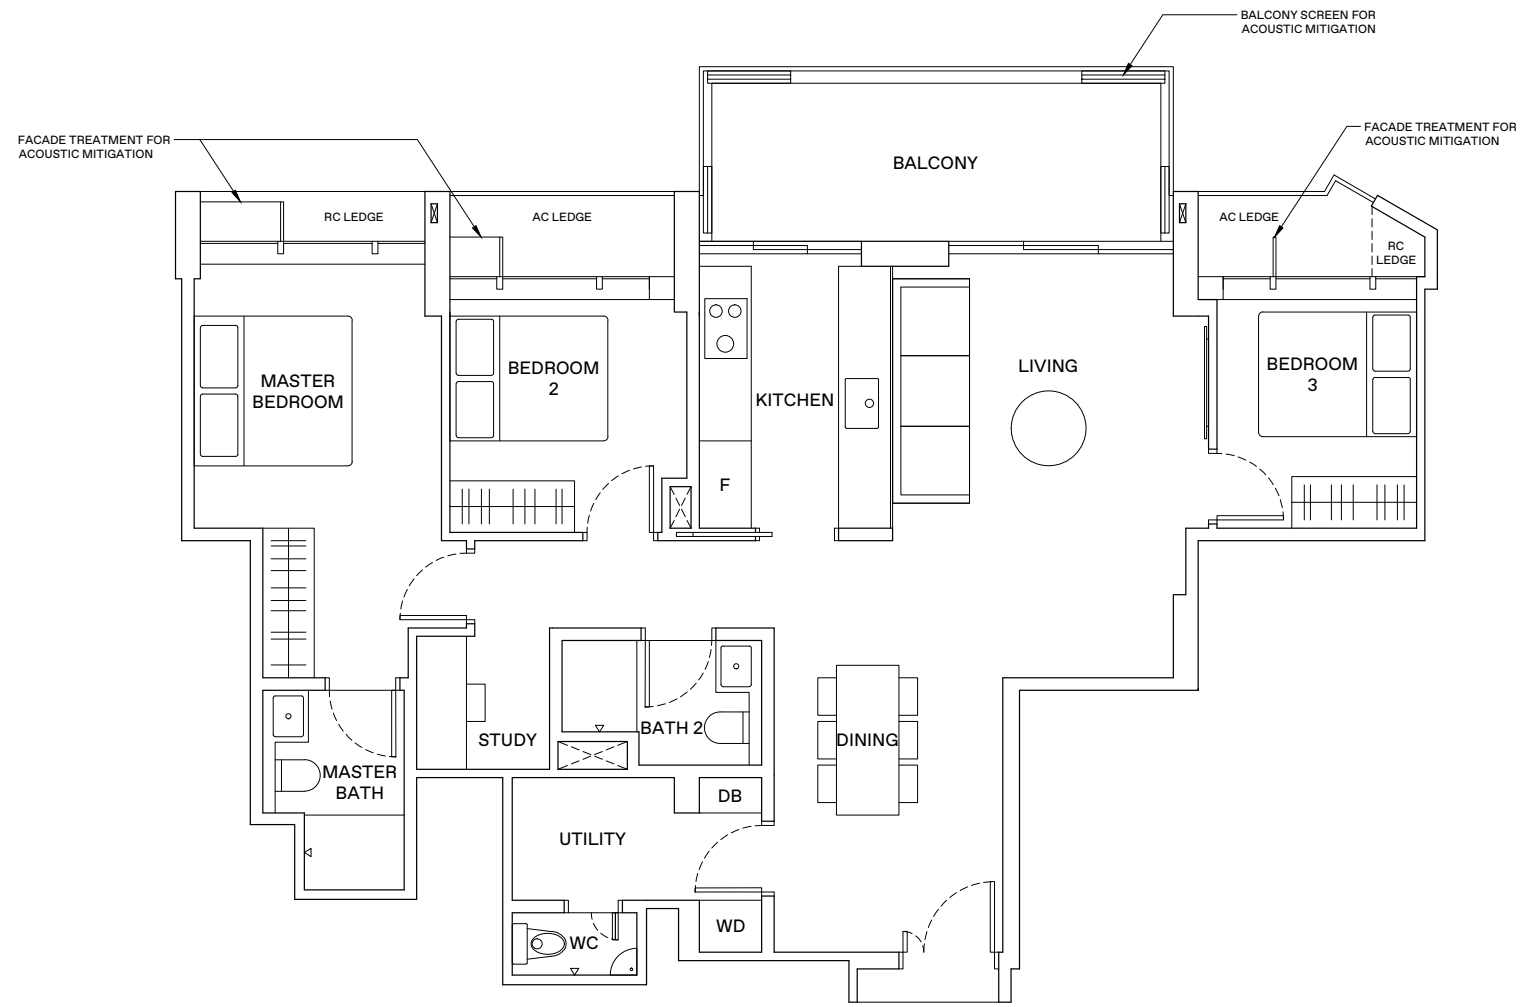 BALCONY SCREEN FOR
ACOUSTIC MITIGATION
FACADE TREATMENT FOR
ACOUSTIC MITIGATION
FACADE TREATMENT FOR
ACOUSTIC MITIGATION
BALCONY
RC LEDGE
AC LEDGE
AC LEDGE
RC
LEDGE
MASTER
BEDROOM
BEDROOM
2
KITCHEN
LIVING
BEDROOM
3
F
STUDY
BATH 2
DINING
MASTER
BATH
DB
UTILITY
WD
WC